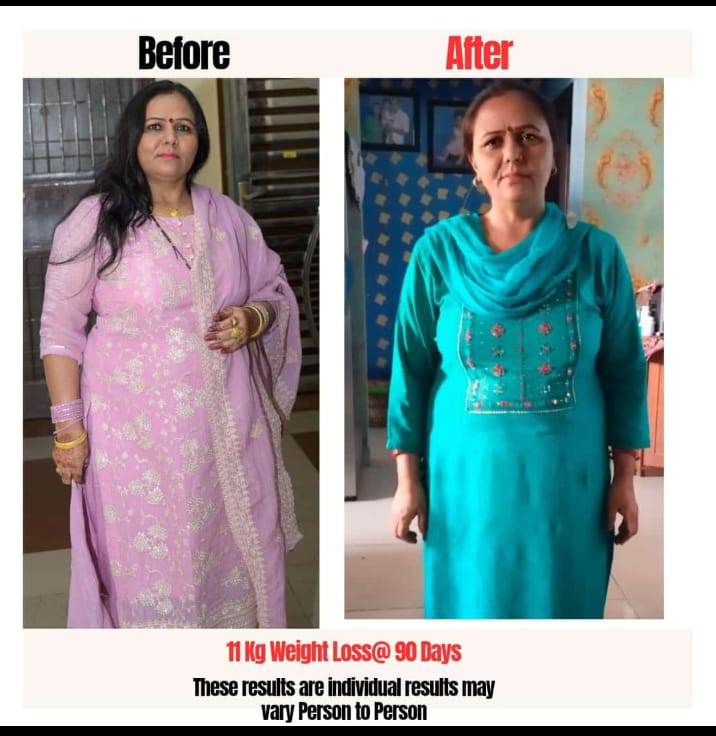 Before
After
11 Kg Weight Loss@ 90 Days
These results are individual results may
vary Person to Person